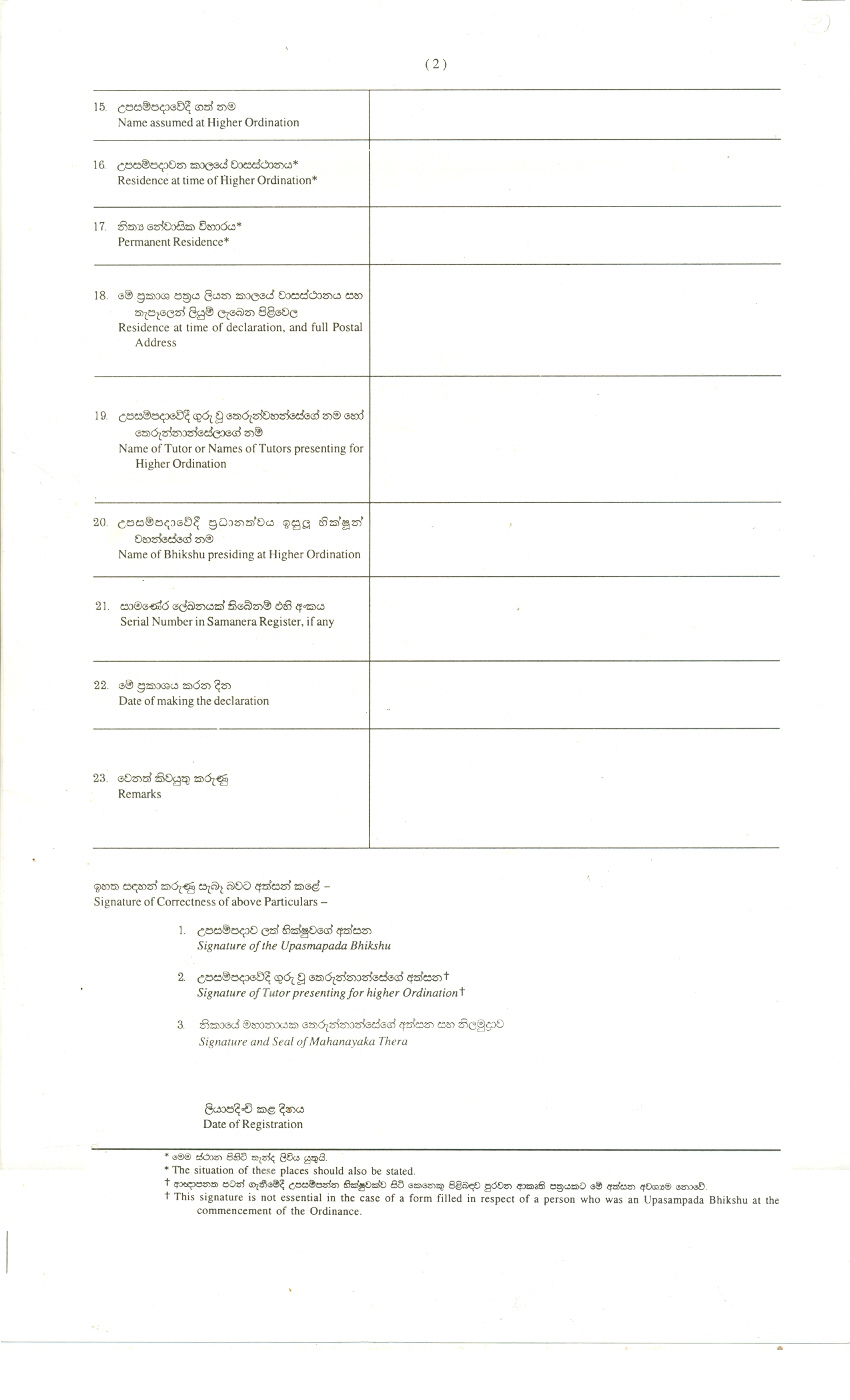 ( 2 )
15. උපසම්පදාවේදී ගත් නම
Name assumed at Higher Ordination
16. උපසම්පදාවන කාලයේ වාසස්ථානය*
Residence at time of Higher Ordination*
17. නිත්‍ය නේවාසික විහාරය*
Permanent Residence*
18. මේ ප්‍රකාශ පත්‍රය ලියන කාලයේ වාසස්ථානය සහ
තැපෑලෙන් ලියුම් ලැබෙන පිළිවෙල
Residence at time of declaration, and full Postal
Address
19. උපසම්පදාවේදී ගුරු වූ තෙරුන්වහන්සේගේ නම හෝ
තෙරුන්නාන්සේලාගේ නම්
Name of Tutor or Names of Tutors presenting for
Higher Ordination
20. උපසම්පදාවේදී ප්‍රධානත්වය ඉසුලූ භික්ෂූන්
වහන්සේගේ නම
Name of Bhikshu presiding at Higher Ordination
21. සාමණේර ලේඛනයක් තිබේනම් එහි අංකය
Serial Number in Samanera Register, if any
22. මේ ප්‍රකාශය කරන දින
Date of making the declaration
23. වෙනත් කිවයුතු කරුණු
Remarks
ඉහත සඳහන් කරුණු සැබෑ බවට අත්සන් කළේ –
Signature of Correctness of above Particulars –
1. උපසම්පදාව ලත් භික්ෂුවගේ අත්සන
Signature of the Upasmapada Bhikshu
2. උපසම්පදාවේදී ගුරු වූ තෙරුන්නාන්සේගේ අත්සන†
Signature of Tutor presenting for higher Ordination†
3. නිකායේ මහානායක තෙරුන්නාන්සේගේ අත්සන සහ නිලමුද්‍රාව
Signature and Seal of Mahanayaka Thera
ලියාපදිංචි කළ දිනය
Date of Registration
* මෙම ස්ථාන පිහිටි තැන්ද ලිවිය යුතුයි.
* The situation of these places should also be stated.
† ආඥාපනත පටන් ගැනීමේදී උපසම්පන්න භික්ෂුවක්ව සිටි කෙනෙකු පිළිබඳව පුරවන ආකෘති පත්‍රයකට මේ අත්සන අවශ්‍යම නොවේ.
† This signature is not essential in the case of a form filled in respect of a person who was an Upasampada Bhikshu at the
commencement of the Ordinance.